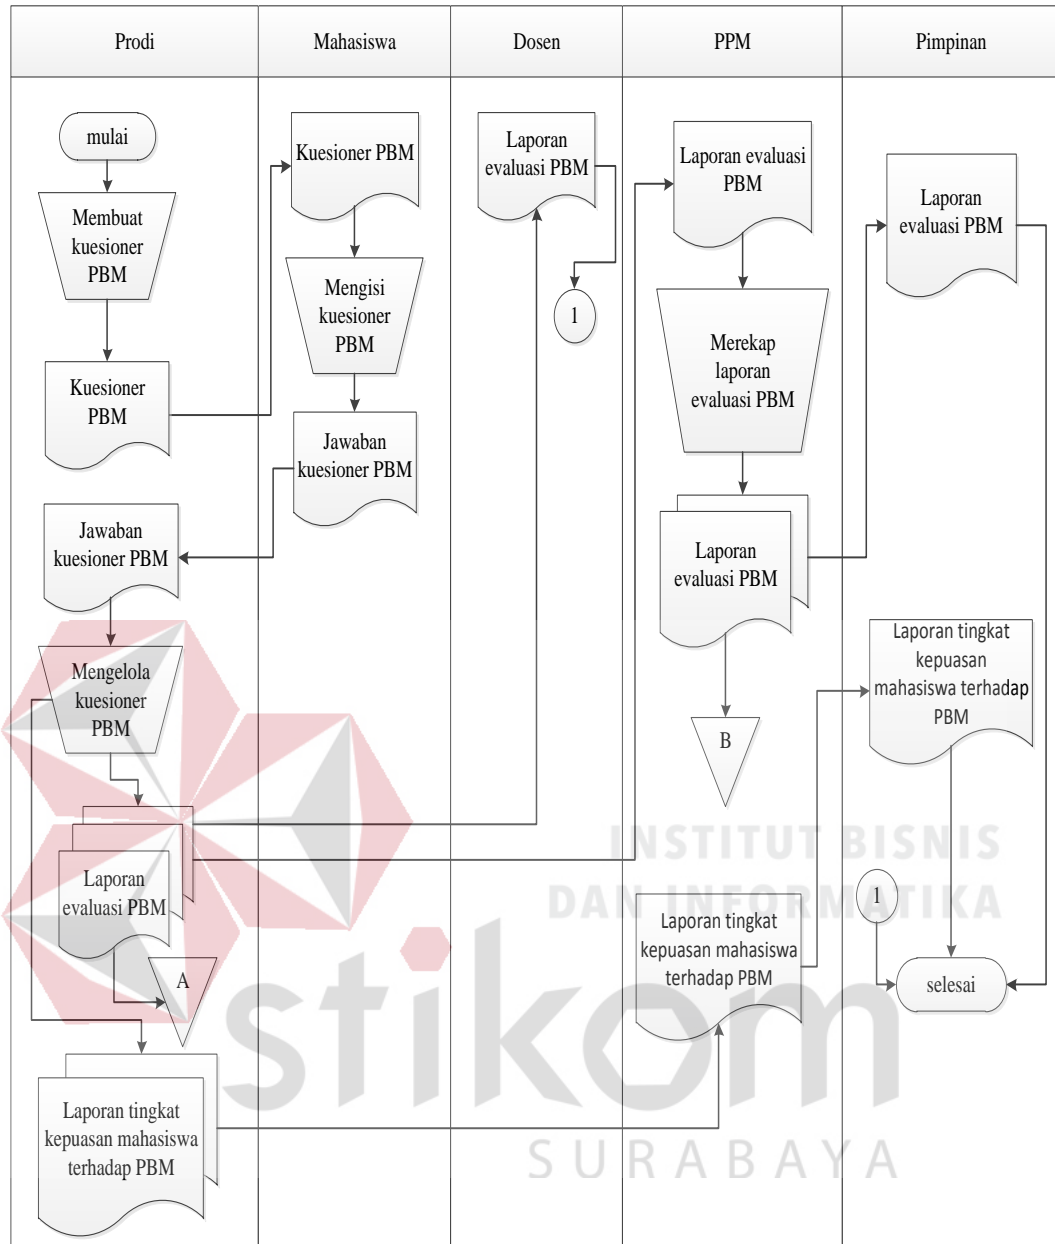 Prodi
Mahasiswa
Dosen
PPM
Pimpinan
mulai
Membuat
kuesioner
PBM
Kuesioner
PBM
Jawaban
kuesioner PBM
Mengelola
kuesioner
PBM
Laporan
evaluasi PBM
A
Laporan tingkat
kepuasan mahasiswa
terhadap PBM
Kuesioner PBM
Mengisi
kuesioner
PBM
Jawaban
kuesioner PBM
Laporan
evaluasi PBM
1
Laporan evaluasi
PBM
Merekap
laporan
evaluasi PBM
Laporan
evaluasi PBM
B
Laporan tingkat
kepuasan mahasiswa
terhadap PBM
Laporan
evaluasi PBM
Laporan tingkat
kepuasan
mahasiswa terhadap
PBM
1
selesai
INSTITUT BISNIS
DAN INFORMATIKA
stikom
SURABAYA